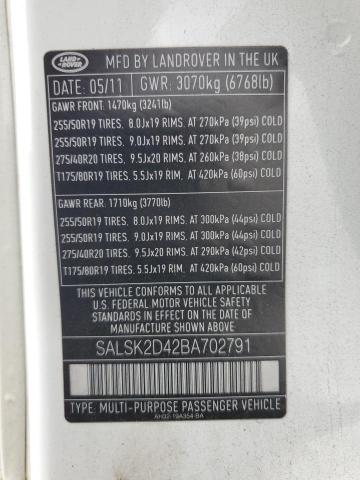 LAND
ROVER
MFD BY LANDROVER IN THE UK
DATE: 05/11 GWR: 3070kg (6768lb)
GAWR FRONT: 1470kg (3241lb)
255/50R19 TIRES. 8.0Jx19 RIMS. AT 270kPa (39psi) COLD
255/50R19 TIRES. 9.0Jx19 RIMS. AT 270kPa (39psi) COLD
275/40R20 TIRES. 9.5Jx20 RIMS. AT 260kPa (38psi) COLD
T175/80R19 TIRES. 5.5Jx19 RIM. AT 420kPa (60psi) COLD
GAWR REAR: 1710kg (3770lb)
255/50R19 TIRES. 8.0Jx19 RIMS. AT 300kPa (44psi) COLD
255/50R19 TIRES. 9.0Jx19 RIMS. AT 300kPa (44psi) COLD
275/40R20 TIRES. 9.5Jx20 RIMS. AT 290kPa (42psi) COLD
T175/80R19 TIRES. 5.5Jx19 RIM. AT 420kPa (60psi) COLD
THIS VEHICLE CONFORMS TO ALL APPLICABLE
U.S. FEDERAL MOTOR VEHICLE SAFETY
AND THEFT PREVENTION STANDARDS IN EFFECT
ON THE DATE OF MANUFACTURE SHOWN ABOVE
SALSK2D42BA702791
TYPE: MULTI-PURPOSE PASSENGER VEHICLE
AH32-19A354-BA